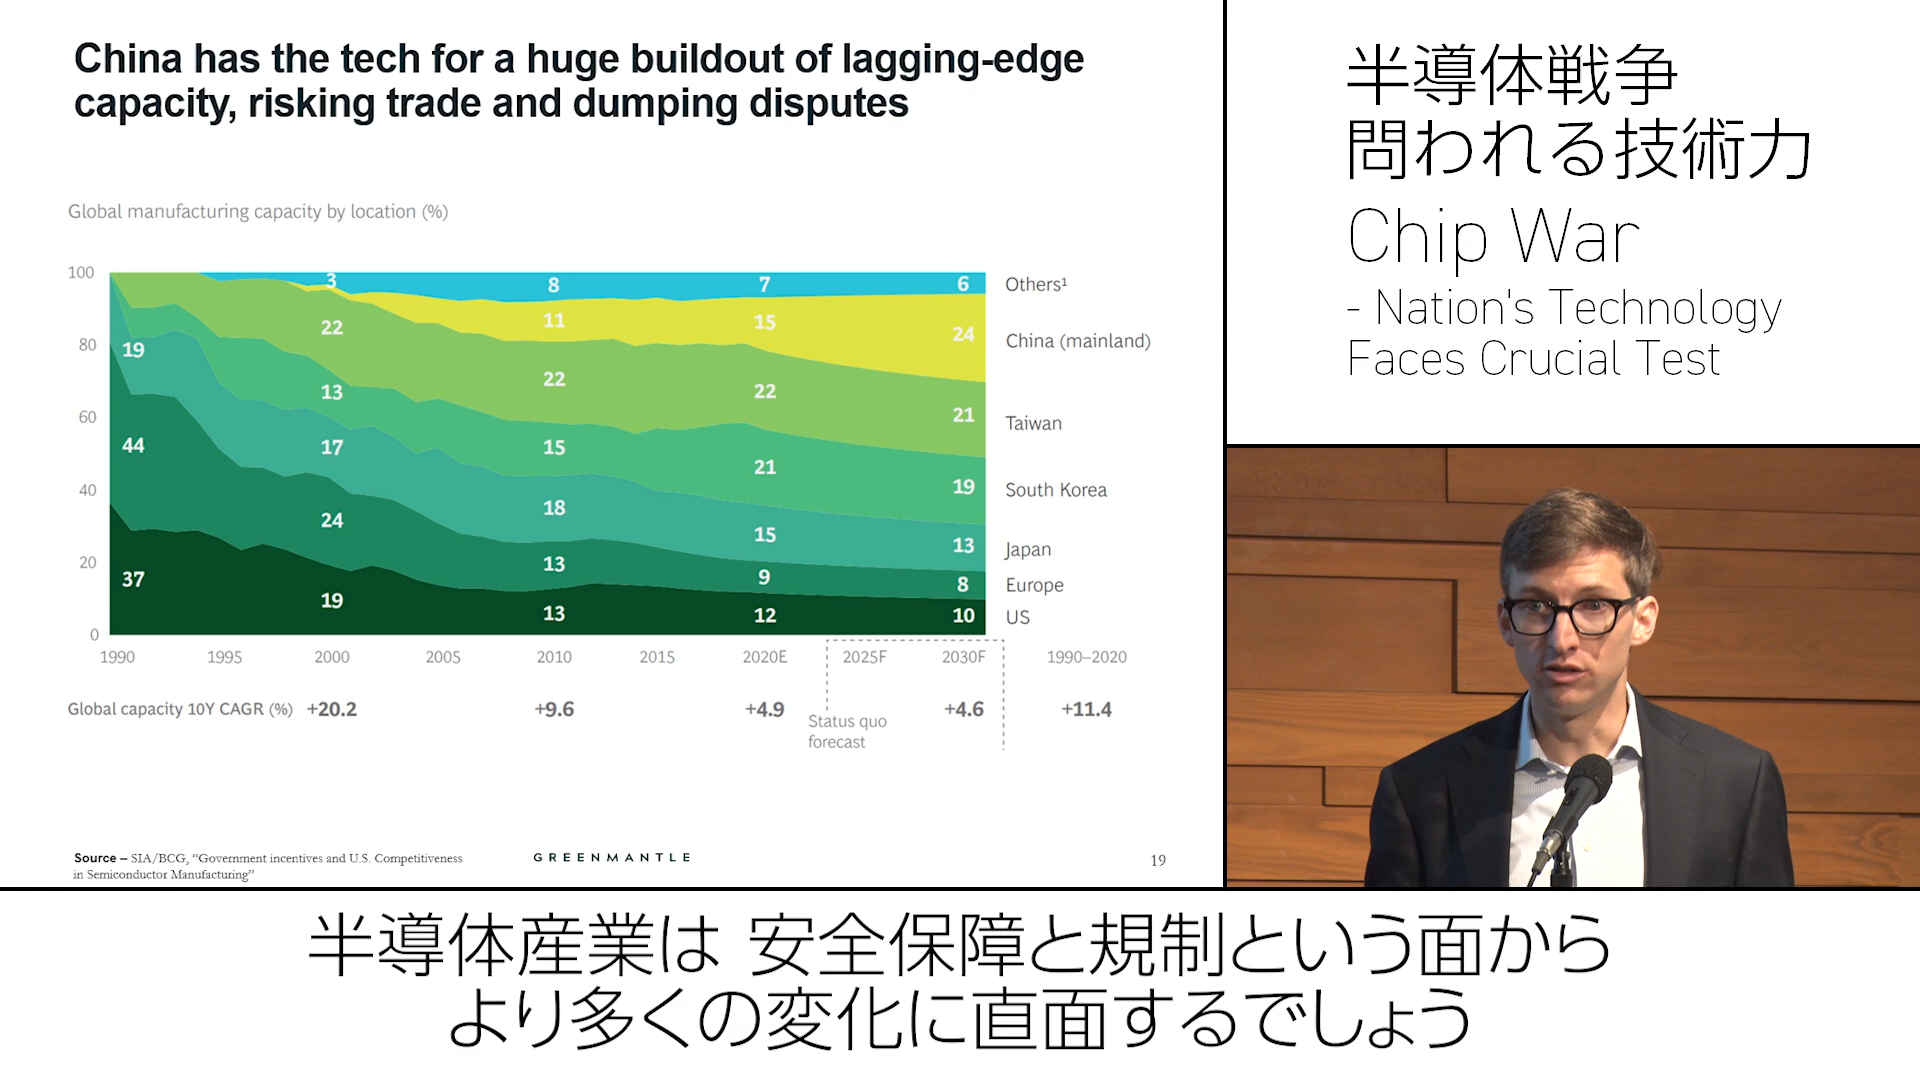 China has the tech for a huge buildout of lagging-edge
capacity, risking trade and dumping disputes
Global manufacturing capacity by location (%)
100
80
60
40
20
0
3
8
7
6
Others¹
11
15
24
China (mainland)
22
22
22
21
Taiwan
13
15
21
19
South Korea
19
17
18
15
13
Japan
44
24
13
9
8
Europe
37
19
13
12
10
US
1990 1995 2000 2005 2010 2015 2020E 2025F 2030F 1990–2020
Global capacity 10Y CAGR (%) +20.2 +9.6 +4.9 +4.6 +11.4
Status quo
forecast
Source – SIA/BCG, “Government incentives and U.S. Competitiveness
in Semiconductor Manufacturing”
GREENMANTLE
19
半導体戦争
問われる技術力
Chip War
- Nation's Technology
Faces Crucial Test
半導体産業は 安全保障と規制という面から
より多くの変化に直面するでしょう